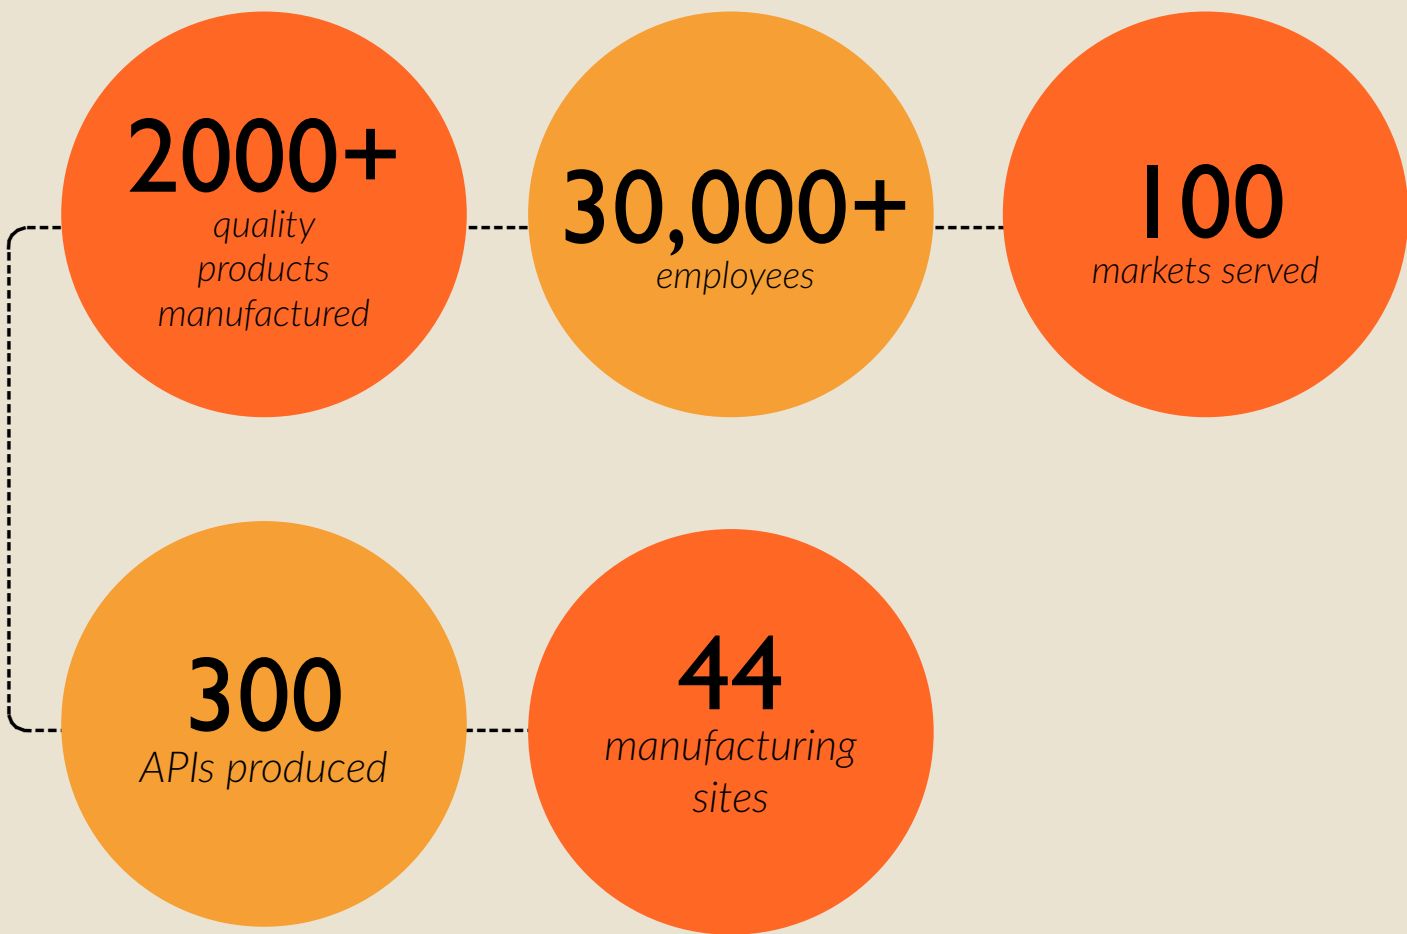 2000+
quality
products
manufactured
30,000+
employees
100
markets served
300
APIs produced
44
manufacturing
sites